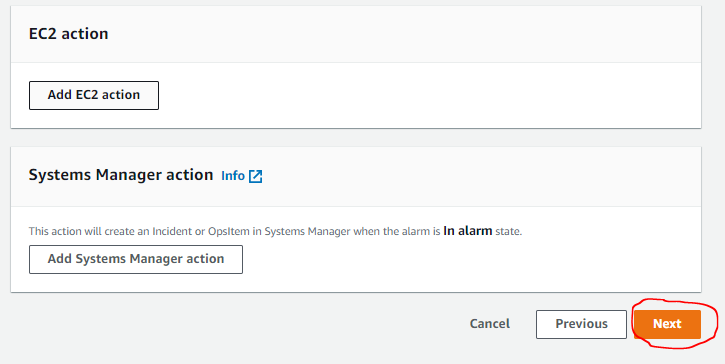 EC2 action
Add EC2 action
Systems Manager action Info
This action will create an Incident or OpsItem in Systems Manager when the alarm is In alarm state.
Add Systems Manager action
Cancel Previous Next